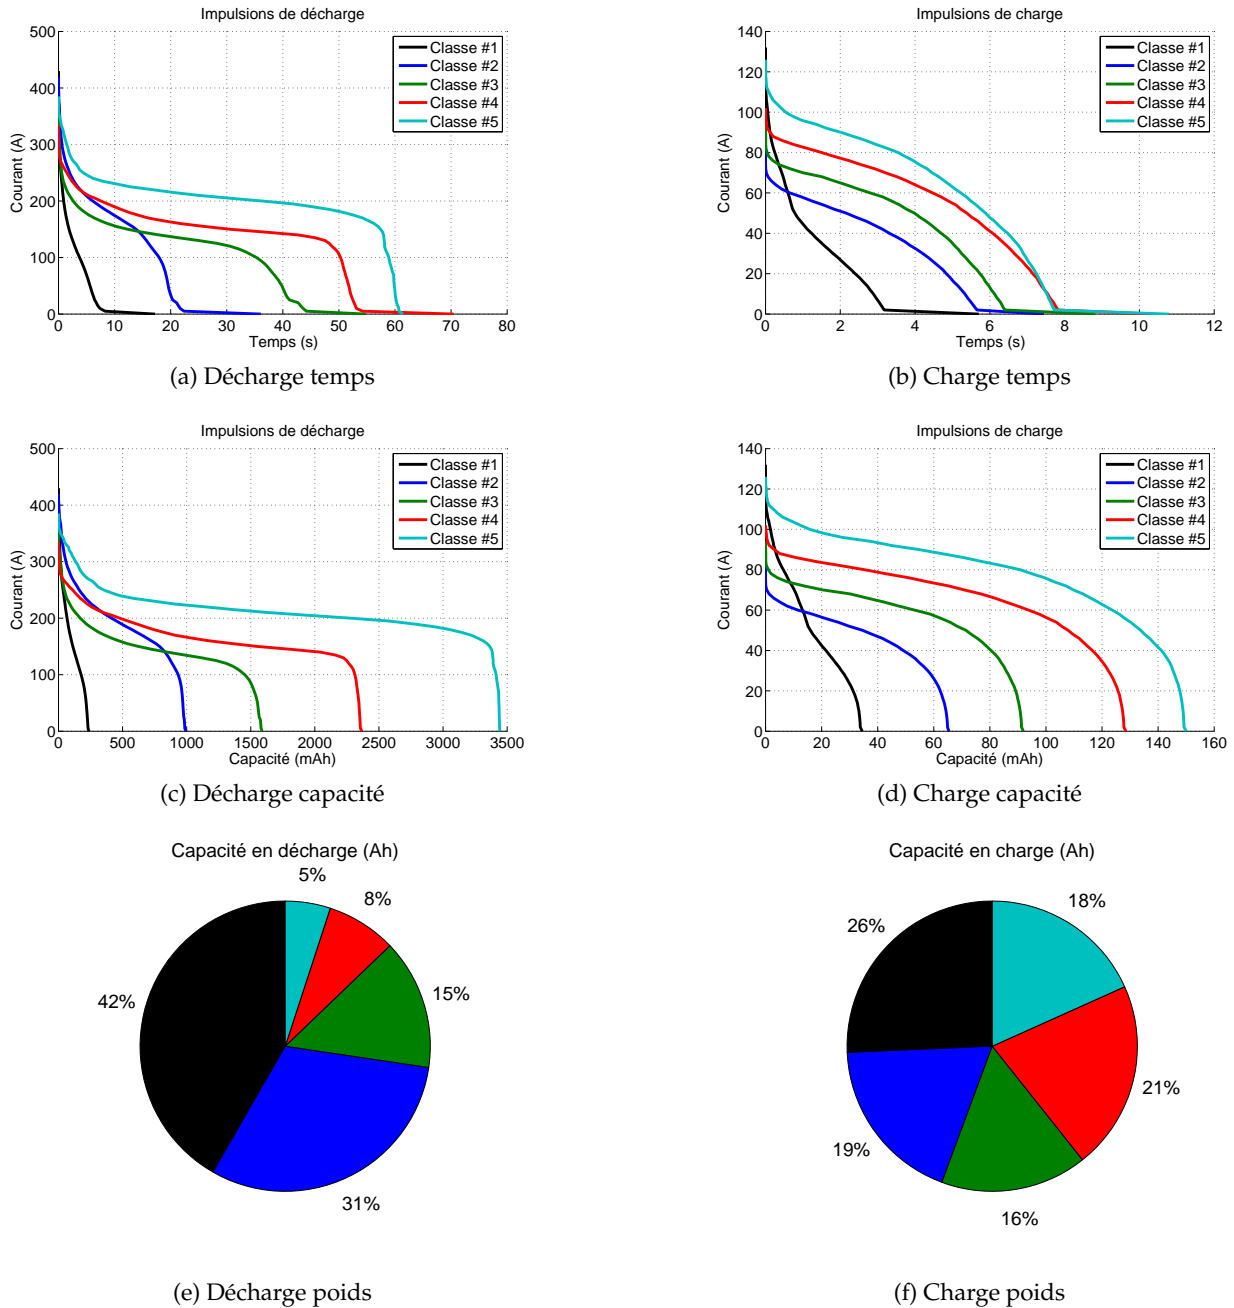 Impulsions de décharge
500
400
300
200
100
0
0 10 20 30 40 50 60 70 80
Courant (A)
Temps (s)
Classe #1
Classe #2
Classe #3
Classe #4
Classe #5
(a) Décharge temps
Impulsions de charge
140
120
100
80
60
40
20
0
0 2 4 6 8 10 12
Courant (A)
Temps (s)
Classe #1
Classe #2
Classe #3
Classe #4
Classe #5
(b) Charge temps
Impulsions de décharge
500
400
300
200
100
0
0 500 1000 1500 2000 2500 3000 3500
Courant (A)
Capacité (mAh)
Classe #1
Classe #2
Classe #3
Classe #4
Classe #5
(c) Décharge capacité
Impulsions de charge
140
120
100
80
60
40
20
0
0 20 40 60 80 100 120 140 160
Courant (A)
Capacité (mAh)
Classe #1
Classe #2
Classe #3
Classe #4
Classe #5
(d) Charge capacité
Capacité en décharge (Ah)
5%
8%
15%
42%
31%
(e) Décharge poids
Capacité en charge (Ah)
18%
26%
21%
19%
16%
(f) Charge poids